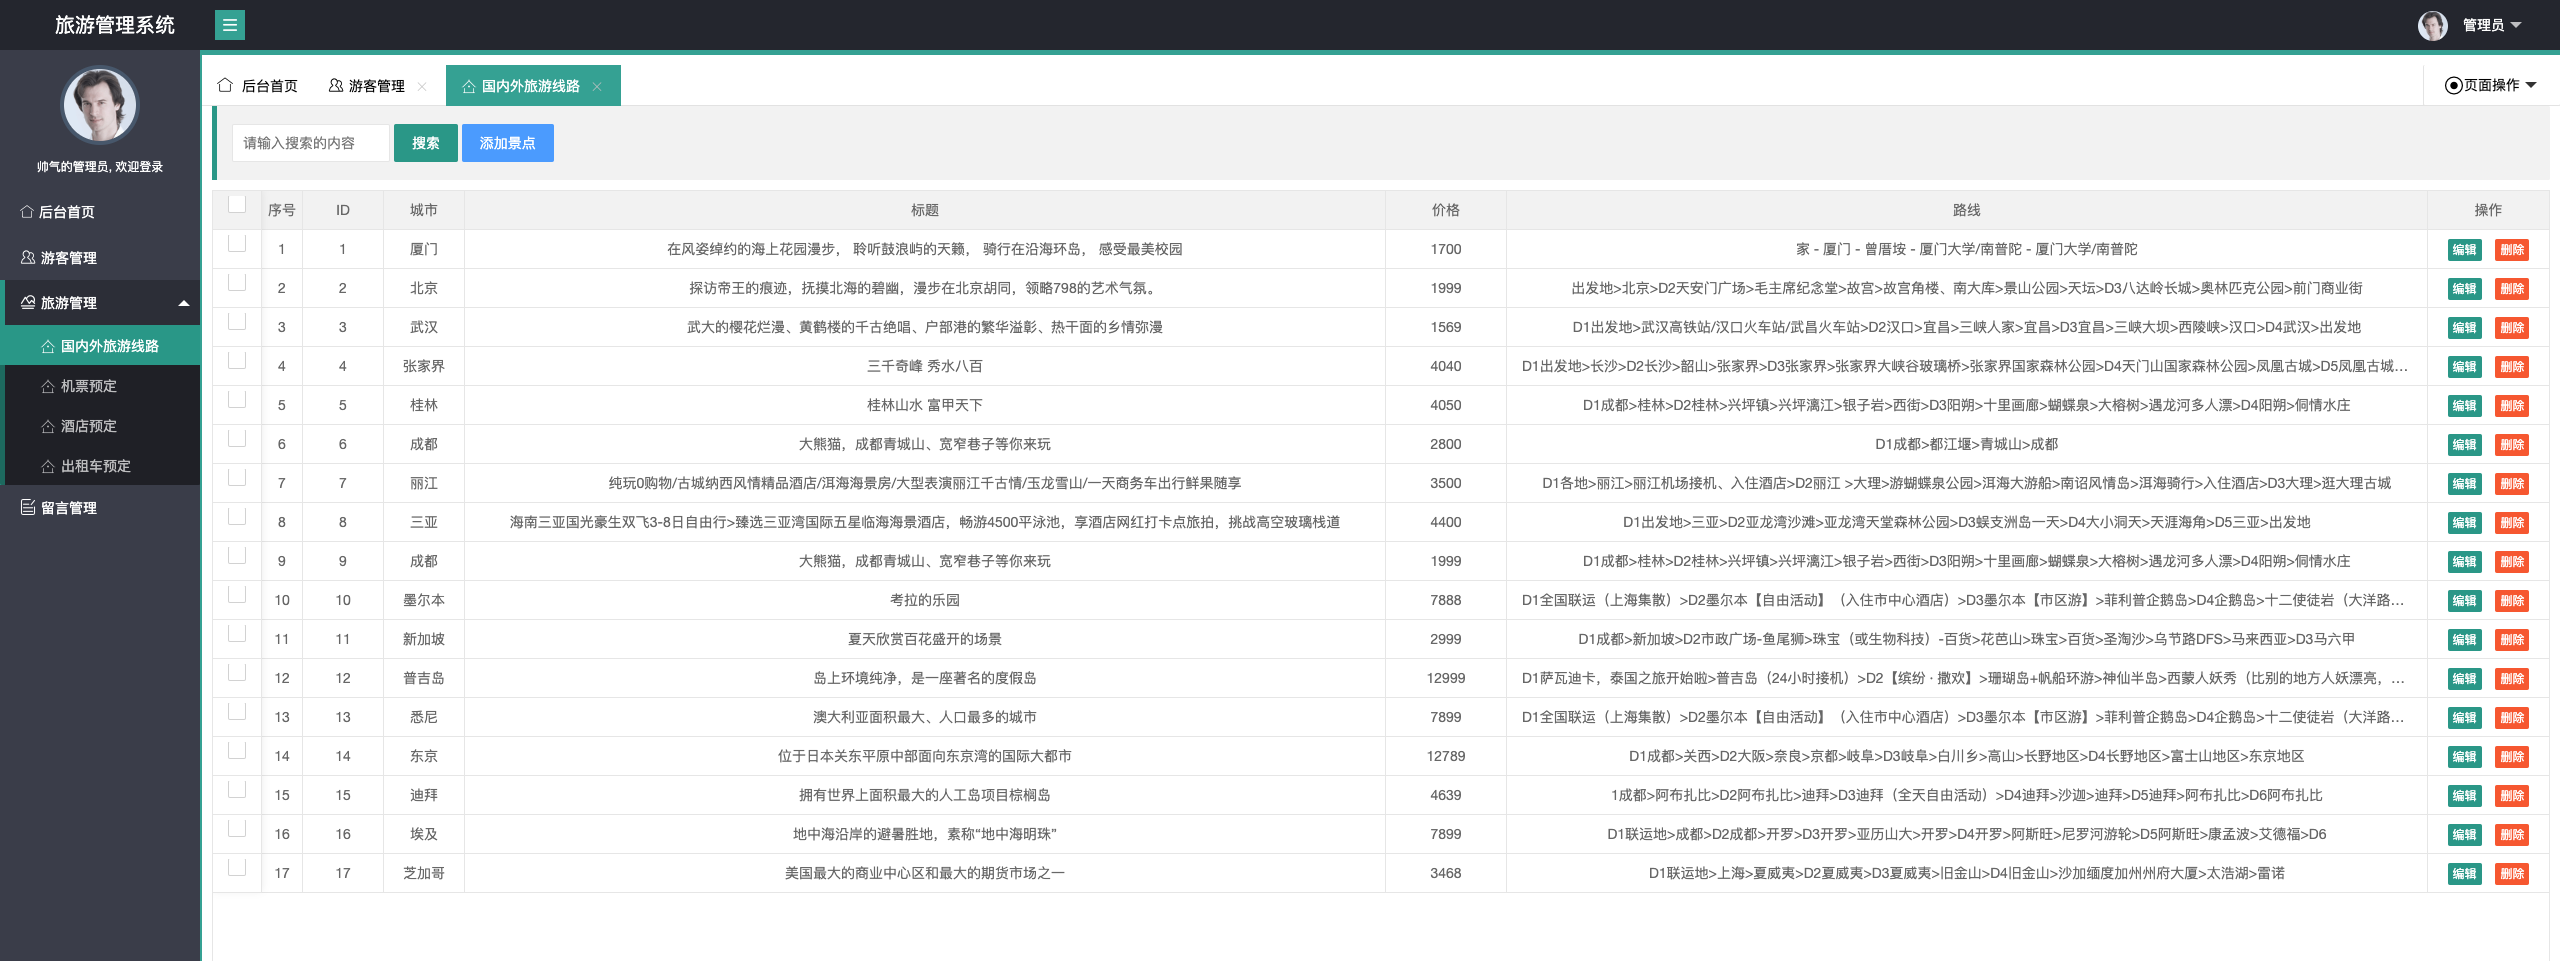 旅游管理系统
管理员
帅气的管理员, 欢迎登录
后台首页
游客管理
旅游管理
国内外旅游线路
机票预定
酒店预定
出租车预定
留言管理
后台首页 游客管理 国内外旅游线路 页面操作
请输入搜索的内容 搜索 添加景点
序号 ID 城市 标题 价格 路线 操作
1 1 厦门 在风姿绰约的海上花园漫步， 聆听鼓浪屿的天籁， 骑行在沿海环岛， 感受最美校园 1700 家 - 厦门 - 曾厝垵 - 厦门大学/南普陀 - 厦门大学/南普陀 编辑 删除
2 2 北京 探访帝王的痕迹，抚摸北海的碧幽，漫步在北京胡同，领略798的艺术气氛。 1999 出发地>北京>D2天安门广场>毛主席纪念堂>故宫>故宫角楼、南大库>景山公园>天坛>D3八达岭长城>奥林匹克公园>前门商业街 编辑 删除
3 3 武汉 武大的樱花烂漫、黄鹤楼的千古绝唱、户部港的繁华溢彰、热干面的乡情弥漫 1569 D1出发地>武汉高铁站/汉口火车站/武昌火车站>D2汉口>宜昌>三峡人家>宜昌>D3宜昌>三峡大坝>西陵峡>汉口>D4武汉>出发地 编辑 删除
4 4 张家界 三千奇峰 秀水八百 4040 D1出发地>长沙>D2长沙>韶山>张家界>D3张家界>张家界大峡谷玻璃桥>张家界国家森林公园>D4天门山国家森林公园>凤凰古城>D5凤凰古城... 编辑 删除
5 5 桂林 桂林山水 富甲天下 4050 D1成都>桂林>D2桂林>兴坪镇>兴坪漓江>银子岩>西街>D3阳朔>十里画廊>蝴蝶泉>大榕树>遇龙河多人漂>D4阳朔>侗情水庄 编辑 删除
6 6 成都 大熊猫，成都青城山、宽窄巷子等你来玩 2800 D1成都>都江堰>青城山>成都 编辑 删除
7 7 丽江 纯玩0购物/古城纳西风情精品酒店/洱海海景房/大型表演丽江千古情/玉龙雪山/一天商务车出行鲜果随享 3500 D1各地>丽江>丽江机场接机、入住酒店>D2丽江 >大理>游蝴蝶泉公园>洱海大游船>南诏风情岛>洱海骑行>入住酒店>D3大理>逛大理古城 编辑 删除
8 8 三亚 海南三亚国光豪生双飞3-8日自由行>臻选三亚湾国际五星临海海景酒店，畅游4500平泳池，享酒店网红打卡点旅拍，挑战高空玻璃栈道 4400 D1出发地>三亚>D2亚龙湾沙滩>亚龙湾天堂森林公园>D3蜈支洲岛一天>D4大小洞天>天涯海角>D5三亚>出发地 编辑 删除
9 9 成都 大熊猫，成都青城山、宽窄巷子等你来玩 1999 D1成都>桂林>D2桂林>兴坪镇>兴坪漓江>银子岩>西街>D3阳朔>十里画廊>蝴蝶泉>大榕树>遇龙河多人漂>D4阳朔>侗情水庄 编辑 删除
10 10 墨尔本 考拉的乐园 7888 D1全国联运（上海集散）>D2墨尔本【自由活动】（入住市中心酒店）>D3墨尔本【市区游】>菲利普企鹅岛>D4企鹅岛>十二使徒岩（大洋路... 编辑 删除
11 11 新加坡 夏天欣赏百花盛开的场景 2999 D1成都>新加坡>D2市政广场-鱼尾狮>珠宝（或生物科技）-百货>花芭山>珠宝>百货>圣淘沙>乌节路DFS>马来西亚>D3马六甲 编辑 删除
12 12 普吉岛 岛上环境纯净，是一座著名的度假岛 12999 D1萨瓦迪卡，泰国之旅开始啦>普吉岛（24小时接机）>D2【缤纷 · 撒欢】>珊瑚岛+帆船环游>神仙半岛>西蒙人妖秀（比别的地方人妖漂亮，... 编辑 删除
13 13 悉尼 澳大利亚面积最大、人口最多的城市 7899 D1全国联运（上海集散）>D2墨尔本【自由活动】（入住市中心酒店）>D3墨尔本【市区游】>菲利普企鹅岛>D4企鹅岛>十二使徒岩（大洋路... 编辑 删除
14 14 东京 位于日本关东平原中部面向东京湾的国际大都市 12789 D1成都>关西>D2大阪>奈良>京都>岐阜>D3岐阜>白川乡>高山>长野地区>D4长野地区>富士山地区>东京地区 编辑 删除
15 15 迪拜 拥有世界上面积最大的人工岛项目棕榈岛 4639 1成都>阿布扎比>D2阿布扎比>迪拜>D3迪拜（全天自由活动）>D4迪拜>沙迦>迪拜>D5迪拜>阿布扎比>D6阿布扎比 编辑 删除
16 16 埃及 地中海沿岸的避暑胜地，素称“地中海明珠” 7899 D1联运地>成都>D2成都>开罗>D3开罗>亚历山大>开罗>D4开罗>阿斯旺>尼罗河游轮>D5阿斯旺>康孟波>艾德福>D6 编辑 删除
17 17 芝加哥 美国最大的商业中心区和最大的期货市场之一 3468 D1联运地>上海>夏威夷>D2夏威夷>D3夏威夷>旧金山>D4旧金山>沙加缅度加州州府大厦>太浩湖>雷诺 编辑 删除